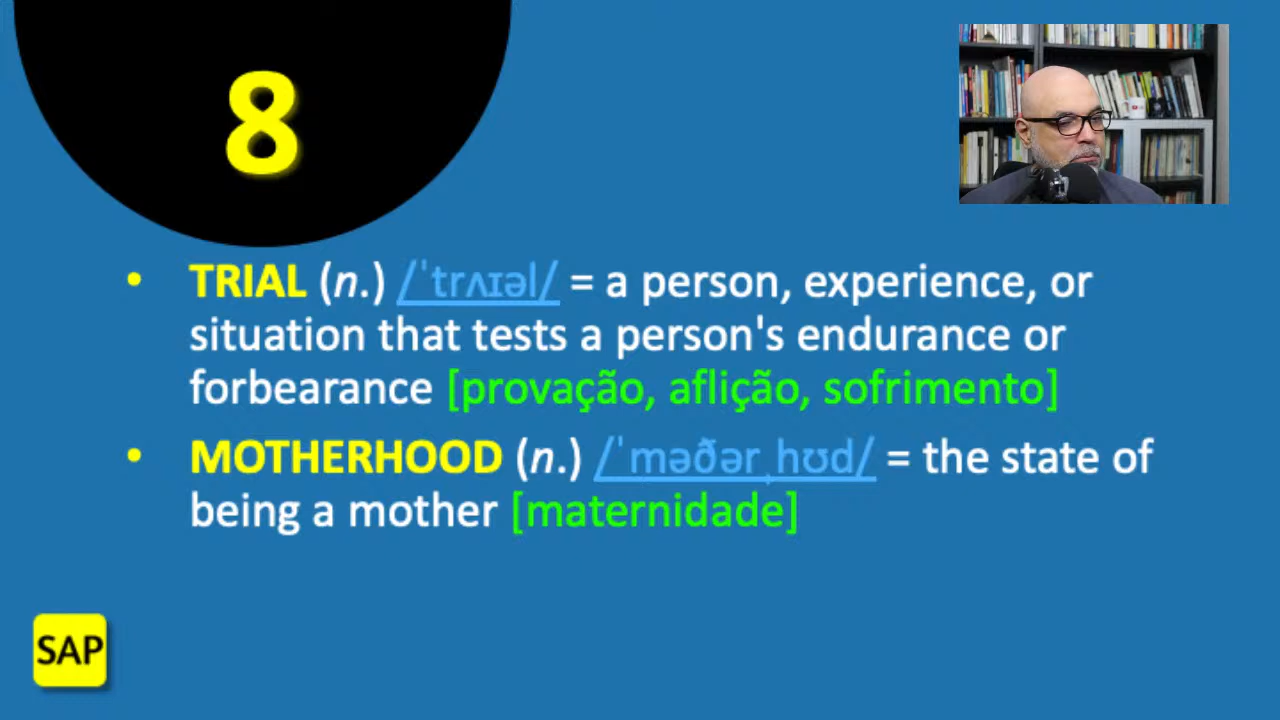 8
• TRIAL (n.) /ˈtrʌɪəl/ = a person, experience, or
situation that tests a person's endurance or
forbearance [provação, aflição, sofrimento]
• MOTHERHOOD (n.) /ˈməðərˌhʊd/ = the state of
being a mother [maternidade]
SAP